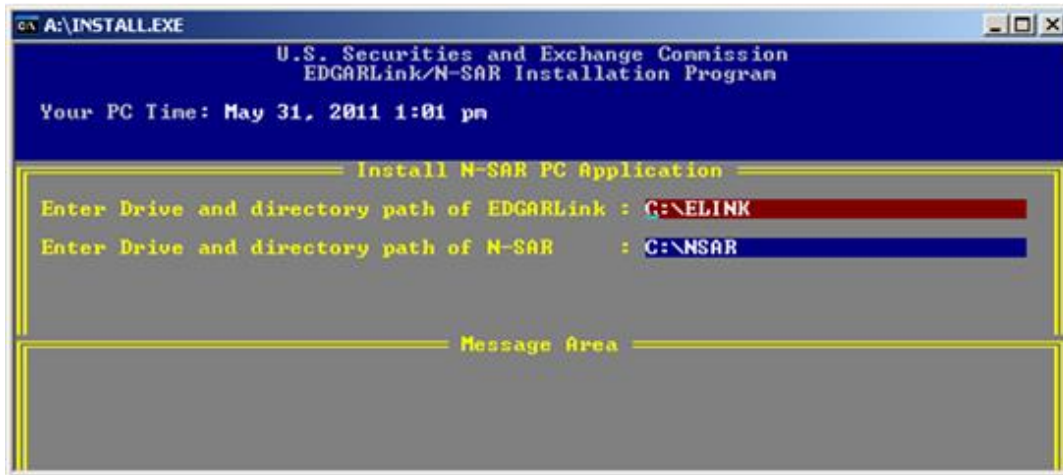 A:\INSTALL.EXE
U.S. Securities and Exchange Commission
EDGARLink/N-SAR Installation Program
Your PC Time: May 31, 2011 1:01 pm
Install N-SAR PC Application
Enter Drive and directory path of EDGARLink : C:\ELINK
Enter Drive and directory path of N-SAR : C:\NSAR
Message Area